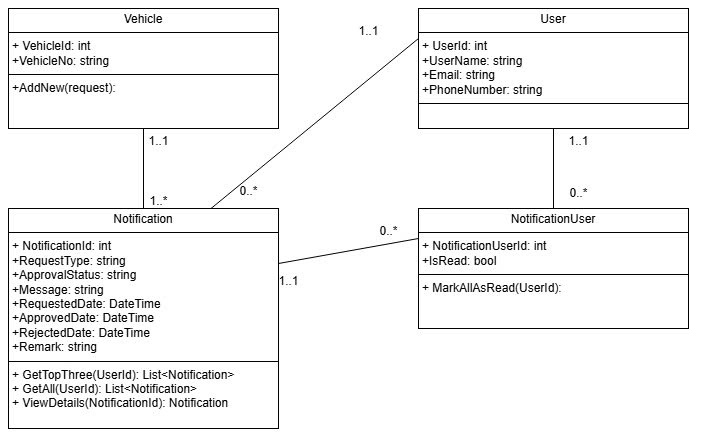 Vehicle
+ VehicleId: int
+VehicleNo: string
+AddNew(request):
User
+ UserId: int
+UserName: string
+Email: string
+PhoneNumber: string
1..1
1..1
1..*
0..*
1..1
0..*
Notification
+ NotificationId: int
+RequestType: string
+ApprovalStatus: string
+Message: string
+RequestedDate: DateTime
+ApprovedDate: DateTime
+RejectedDate: DateTime
+Remark: string
+ GetTopThree(UserId): List<Notification>
+ GetAll(UserId): List<Notification>
+ ViewDetails(NotificationId): Notification
0..*
1..1
NotificationUser
+ NotificationUserId: int
+IsRead: bool
+ MarkAllAsRead(UserId):